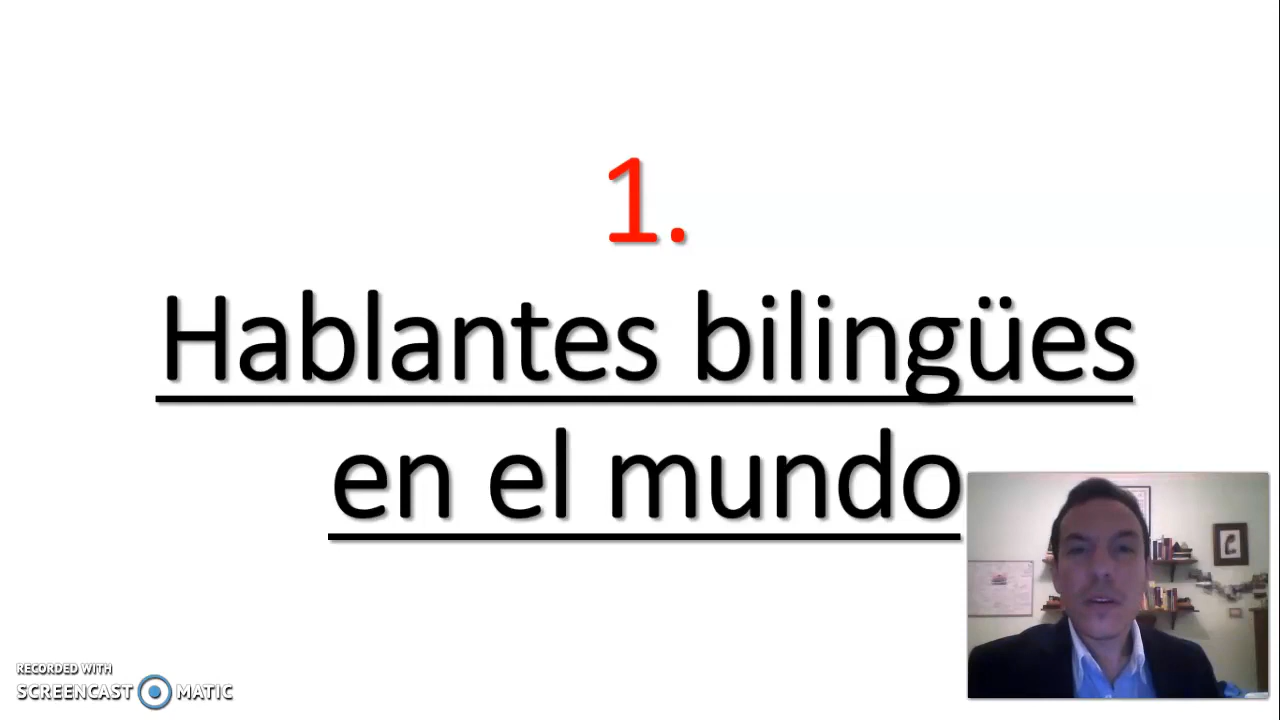 1.
Hablantes bilingües
en el mundo
RECORDED WITH
SCREENCAST MATIC